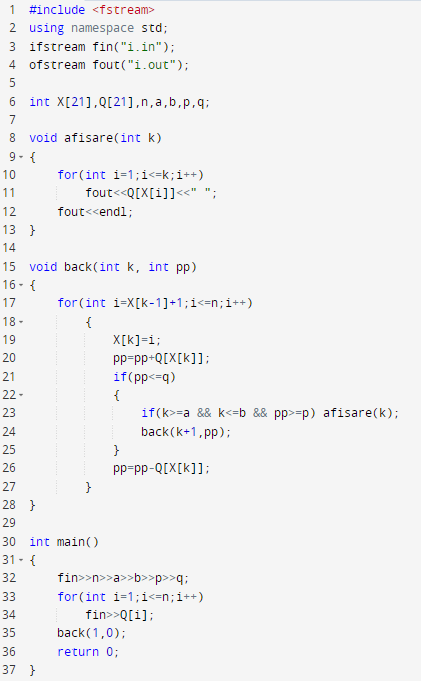 1 #include <fstream>
2 using namespace std;
3 ifstream fin("i.in");
4 ofstream fout("i.out");
5
6 int X[21],Q[21],n,a,b,p,q;
7
8 void afisare(int k)
9 {
10     for(int i=1;i<=k;i++)
11         fout<<Q[X[i]]<<" ";
12     fout<<endl;
13 }
14
15 void back(int k, int pp)
16 {
17     for(int i=X[k-1]+1;i<=n;i++)
18         {
19             X[k]=i;
20             pp=pp+Q[X[k]];
21             if(pp<=q)
22             {
23                 if(k>=a && k<=b && pp>=p) afisare(k);
24                 back(k+1,pp);
25             }
26             pp=pp-Q[X[k]];
27         }
28 }
29
30 int main()
31 {
32     fin>>n>>a>>b>>p>>q;
33     for(int i=1;i<=n;i++)
34         fin>>Q[i];
35     back(1,0);
36     return 0;
37 }